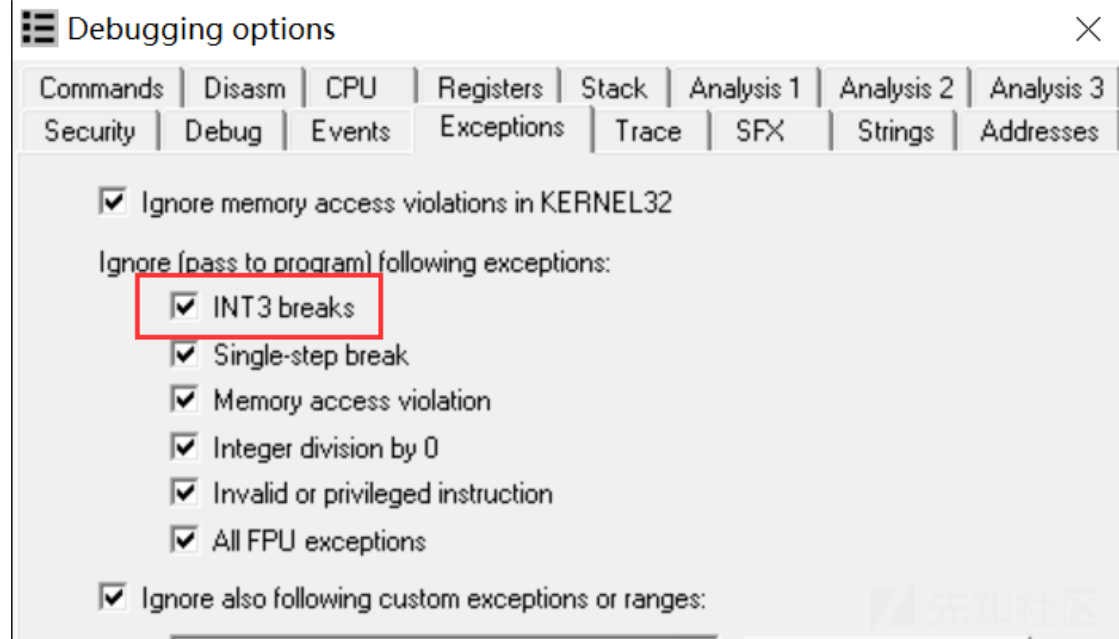 Debugging options
Commands Disasm CPU Registers Stack Analysis 1 Analysis 2 Analysis 3
Security Debug Events Exceptions Trace SFX Strings Addresses
Ignore memory access violations in KERNEL32
Ignore (pass to program) following exceptions:
INT3 breaks
Single-step break
Memory access violation
Integer division by 0
Invalid or privileged instruction
All FPU exceptions
Ignore also following custom exceptions or ranges:
先知社区